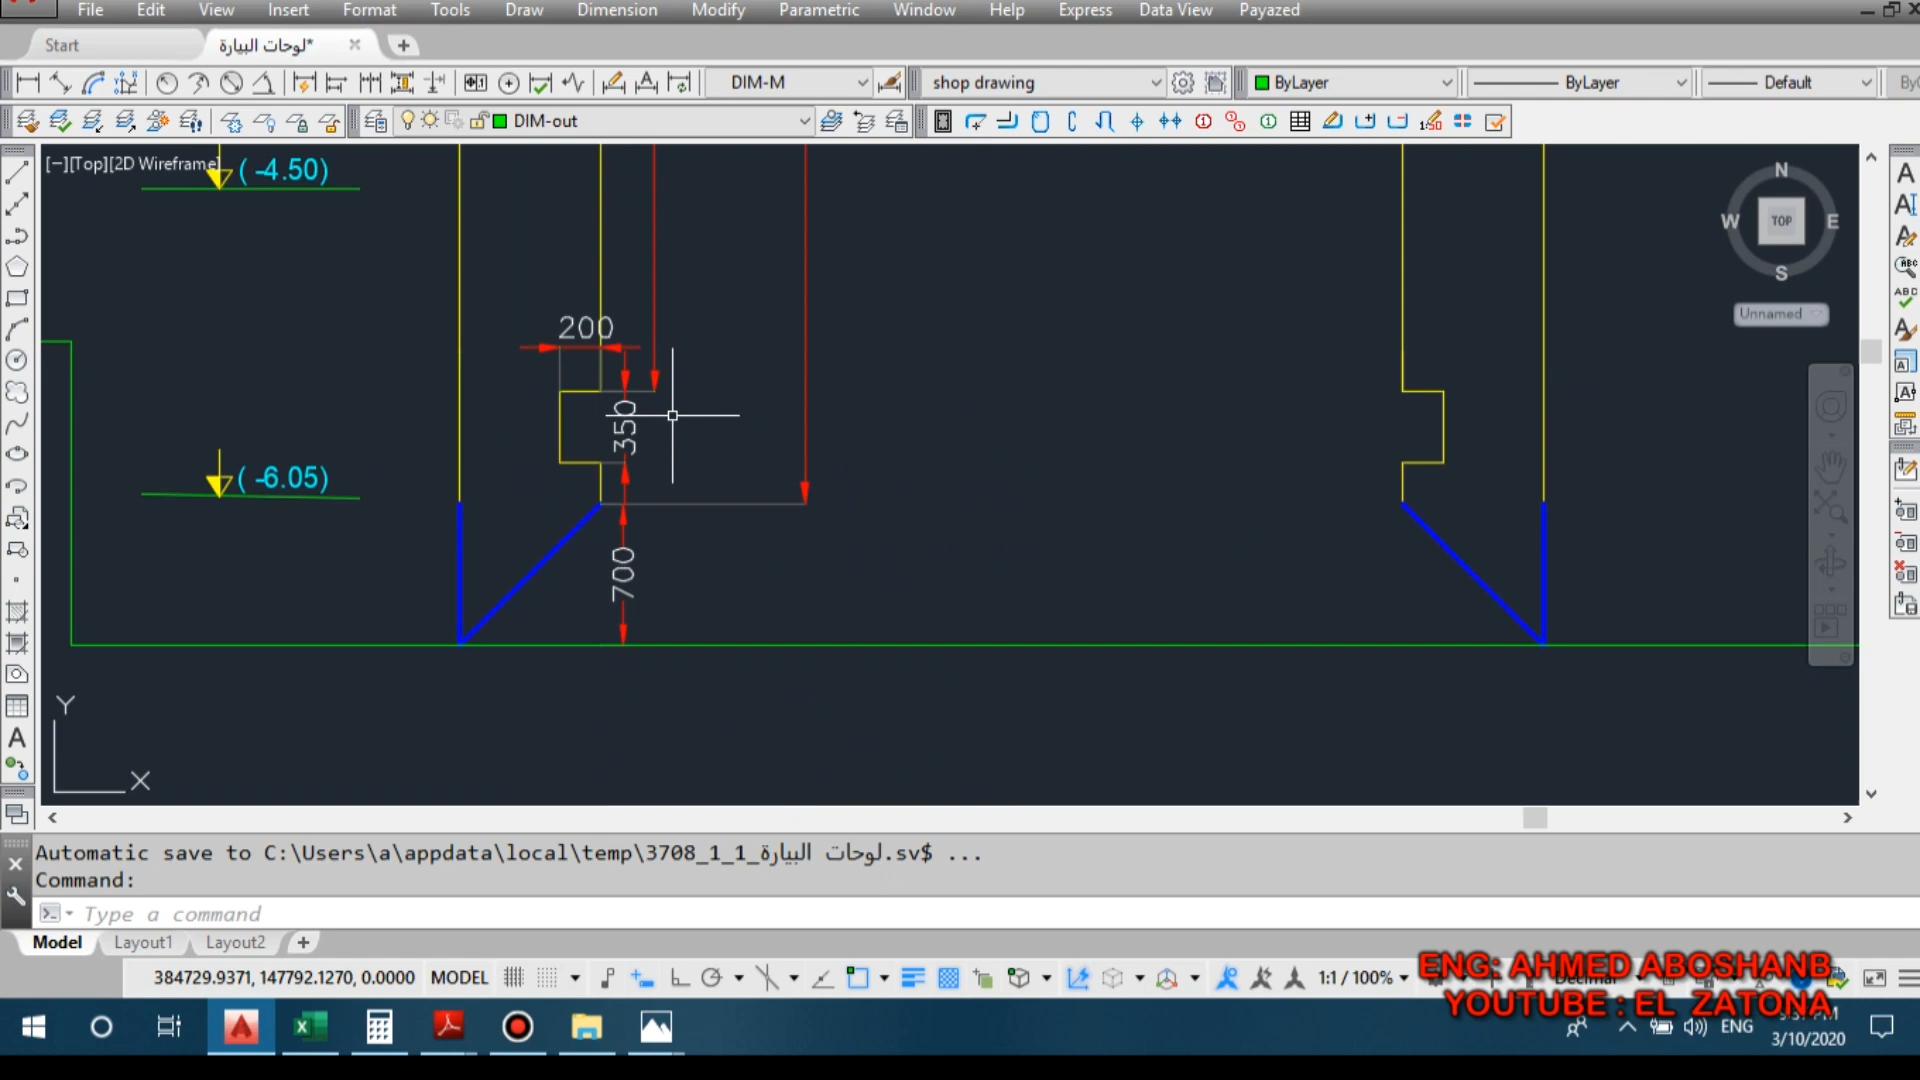 File Edit View Insert Format Tools Draw Dimension Modify Parametric Window Help Express Data View Payazed
Start
لوحات البيارة*
DIM-M
shop drawing
ByLayer
ByLayer
Default
DIM-out
[−][Top][2D Wireframe]
( -4.50)
N
W
TOP
E
S
Unnamed
200
350
( -6.05)
700
Y
X
Automatic save to C:\Users\a\appdata\local\temp\لوحات البيارة_1_1_3708.sv$ ...
Command:
Type a command
Model Layout1 Layout2
384729.9371, 147792.1270, 0.0000 MODEL 1:1 / 100% Decimal
ENG: AHMED ABOSHANB
YOUTUBE : EL ZATONA
ENG
3/10/2020